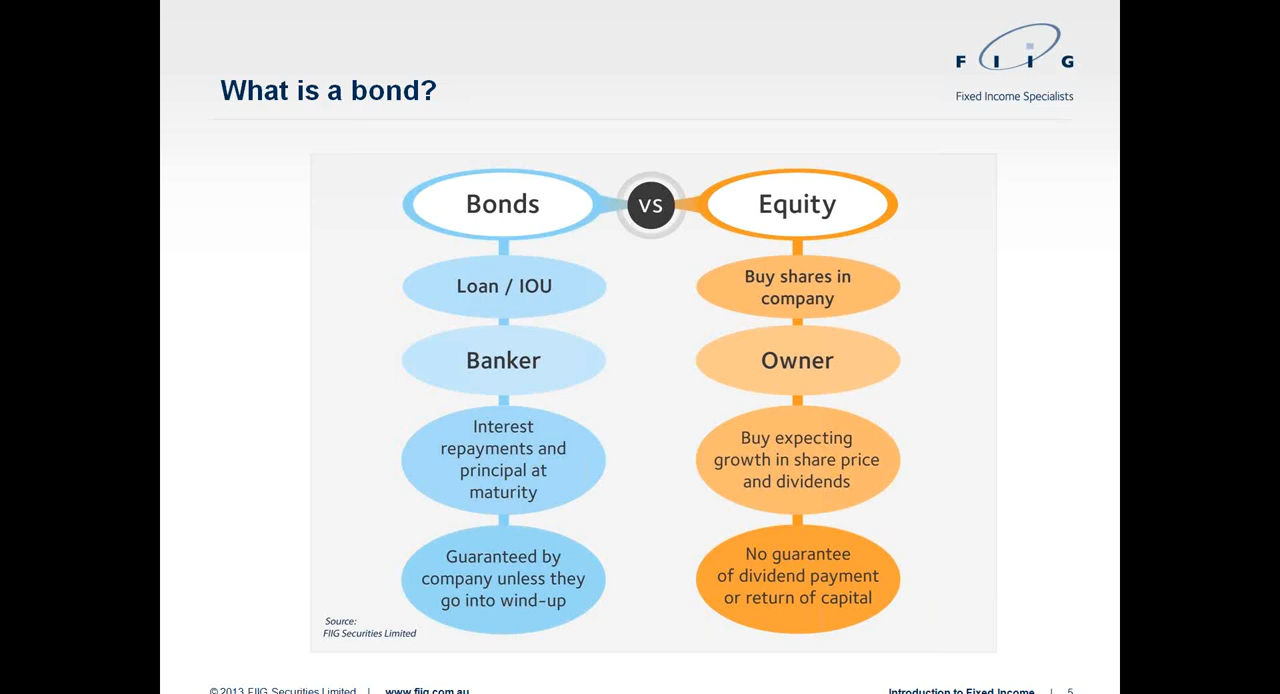 What is a bond?
F I I G
Fixed Income Specialists
Bonds
VS
Equity
Loan / IOU
Buy shares in
company
Banker
Owner
Interest
repayments and
principal at
maturity
Buy expecting
growth in share price
and dividends
Guaranteed by
company unless they
go into wind-up
No guarantee
of dividend payment
or return of capital
Source:
FIIG Securities Limited
© 2013 FIIG Securities Limited | www.fiig.com.au
Introduction to Fixed Income | 5